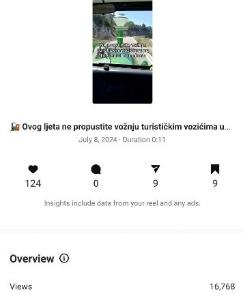 🚂 Ovog ljeta ne propustite vožnju turističkim vozićima u...
July 8, 2024 · Duration 0:11
124
0
9
9
Insights include data from your reel and any ads.
Overview
Views
16,768